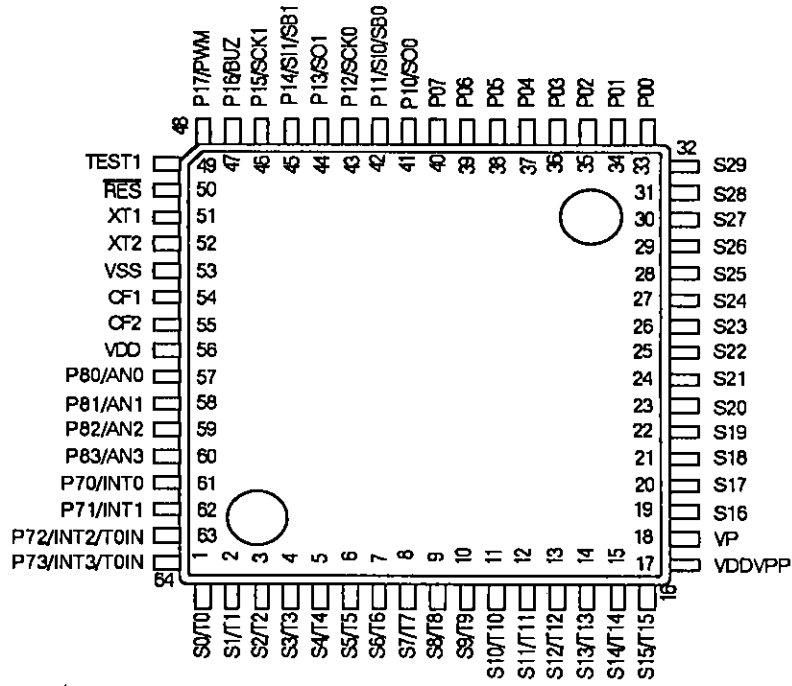 P17/PWM
P16/BUZ
P15/SCK1
P14/SI1/SB1
P13/SO1
P12/SCK0
P11/SI0/SB0
P10/SO0
P07
P06
P05
P04
P03
P02
P01
P00
48
47
46
45
44
43
42
41
40
39
38
37
36
35
34
33
32
TEST1 49
RES 50
XT1 51
XT2 52
VSS 53
CF1 54
CF2 55
VDD 56
P80/AN0 57
P81/AN1 58
P82/AN2 59
P83/AN3 60
P70/INT0 61
P71/INT1 62
P72/INT2/T0IN 63
P73/INT3/T0IN 64
S29
31 S28
30 S27
29 S26
28 S25
27 S24
26 S23
25 S22
24 S21
23 S20
22 S19
21 S18
20 S17
19 S16
18 VP
17 VDDVPP
1
2
3
4
5
6
7
8
9
10
11
12
13
14
15
16
S0/T0
S1/T1
S2/T2
S3/T3
S4/T4
S5/T5
S6/T6
S7/T7
S8/T8
S9/T9
S10/T10
S11/T11
S12/T12
S13/T13
S14/T14
S15/T15